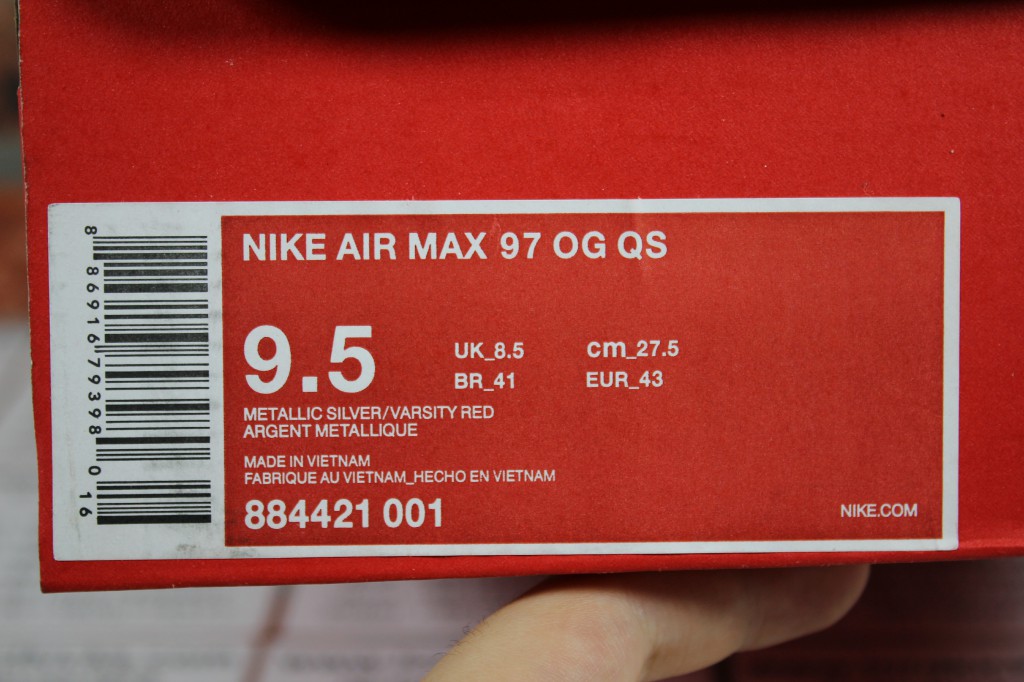 NIKE AIR MAX 97 OG QS
9.5
UK_8.5
cm_27.5
BR_41
EUR_43
METALLIC SILVER/VARSITY RED
ARGENT METALLIQUE
MADE IN VIETNAM
FABRIQUE AU VIETNAM_HECHO EN VIETNAM
884421 001
NIKE.COM
8 86916 79398 0 16